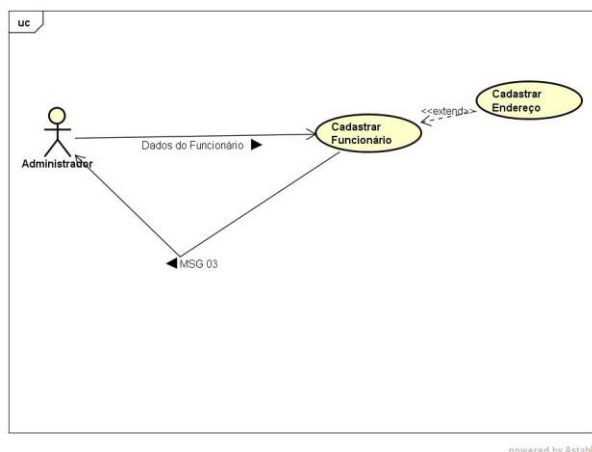 uc
Cadastrar
Endereço
<<extend>>
Cadastrar
Funcionário
Dados do Funcionário
Administrador
MSG 03
powered by Astah